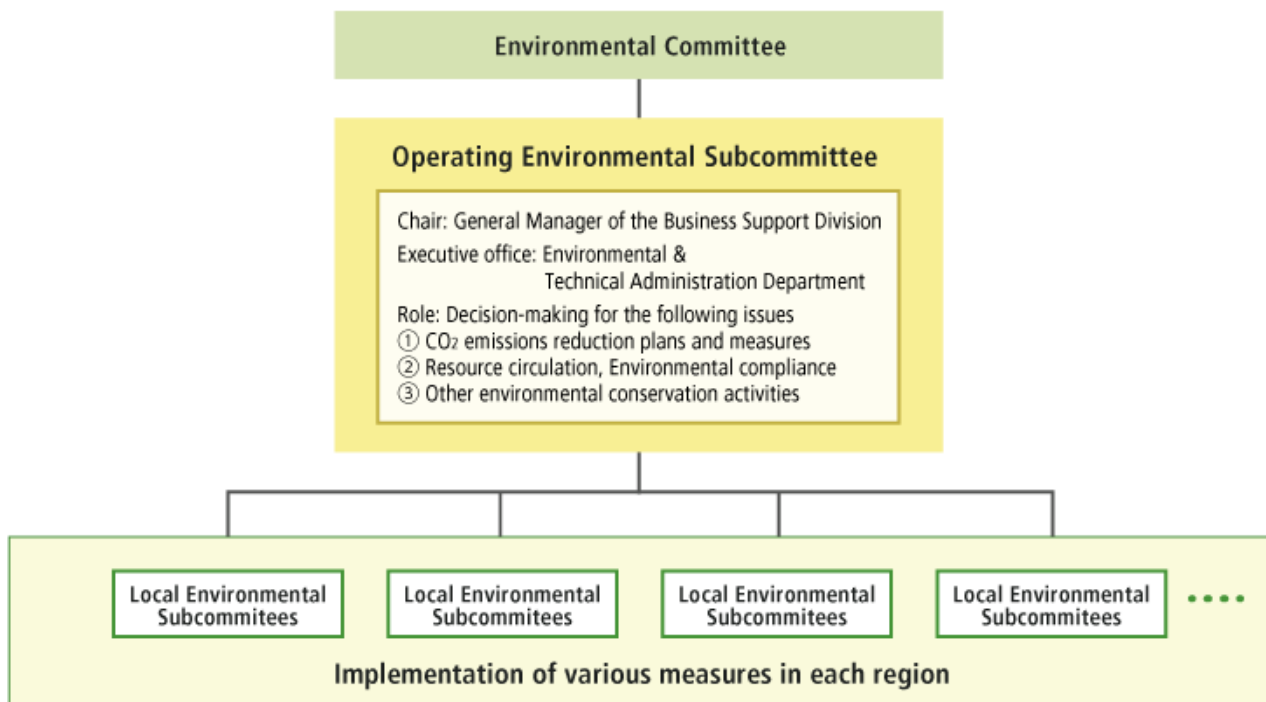 Environmental Committee
Operating Environmental Subcommittee
Chair: General Manager of the Business Support Division
Executive office: Environmental &
Technical Administration Department
Role: Decision-making for the following issues
① CO₂ emissions reduction plans and measures
② Resource circulation, Environmental compliance
③ Other environmental conservation activities
Local Environmental
Subcommitees
Local Environmental
Subcommitees
Local Environmental
Subcommitees
Local Environmental
Subcommitees
Implementation of various measures in each region